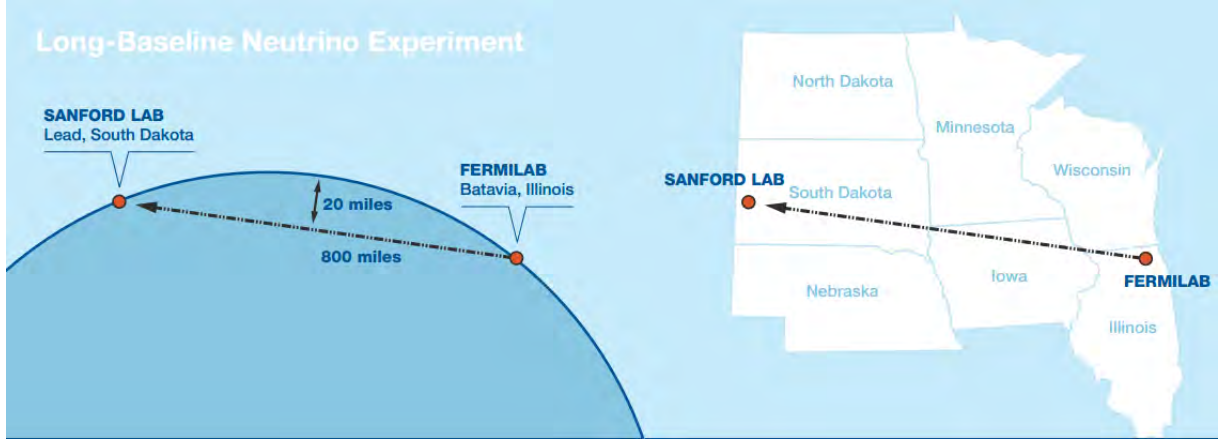 Long-Baseline Neutrino Experiment
SANFORD LAB
Lead, South Dakota
FERMILAB
Batavia, Illinois
20 miles
800 miles
North Dakota
Minnesota
Wisconsin
SANFORD LAB
South Dakota
Iowa
FERMILAB
Nebraska
Illinois